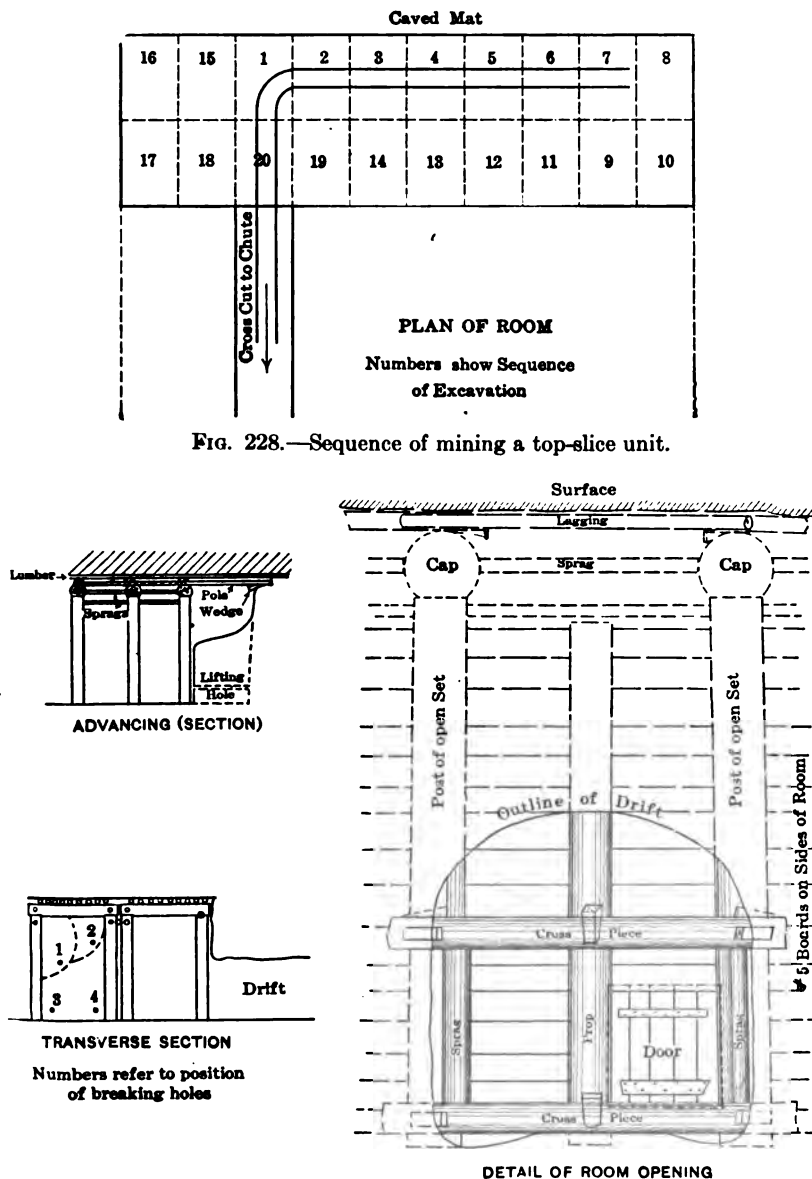 Caved Mat
16 15 1 2 3 4 5 6 7 8
17 18 20 19 14 13 12 11 9 10
Cross Cut to Chute
PLAN OF ROOM
Numbers show Sequence
of Excavation
FIG. 228.—Sequence of mining a top-slice unit.
Lumber
Pole
Wedge
Sprags
Lifting
Hole
ADVANCING (SECTION)
1 2
3 4
Drift
TRANSVERSE SECTION
Numbers refer to position
of breaking holes
Surface
Lagging
Cap Sprag Cap
Post of open Set
Post of open Set
5 Boards on Sides of Room
Outline of Drift
Cross Piece
Sprag
Prop
Door
Sprag
Cross Piece
DETAIL OF ROOM OPENING